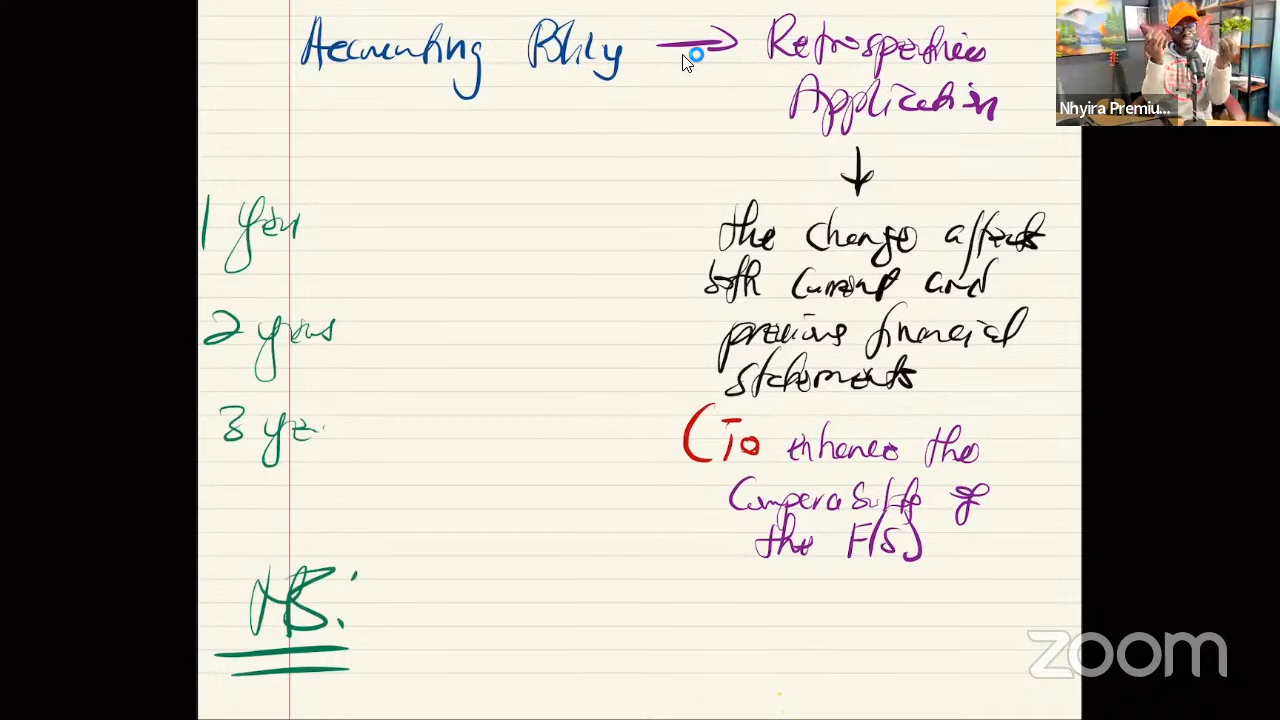 Accounting Policy → Retrospective
Application
Nhyira Premiu...
↓
1 year
the change affects
both current and
2 years
previous financial
statements
3 yr.
(To enhance the
Comparability of
the F/S)
NB:
zoom